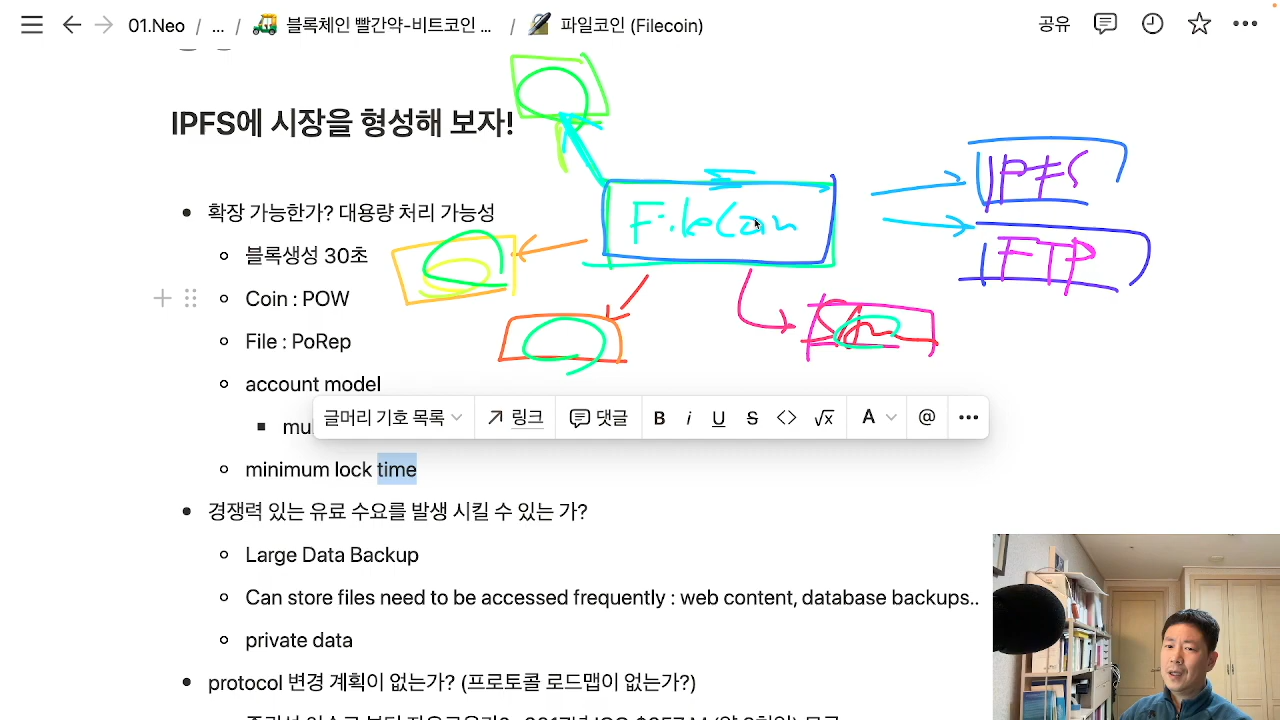 01.Neo / ... / 블록체인 빨간약-비트코인 ... / 파일코인 (Filecoin) 공유
IPFS에 시장을 형성해 보자!
IPFS
FileCoin
FTP
확장 가능한가? 대용량 처리 가능성
블록생성 30초
Coin : POW
File : PoRep
account model
글머리 기호 목록 링크 댓글 B i U S <> √x A @ •••
mul
minimum lock time
경쟁력 있는 유료 수요를 발생 시킬 수 있는 가?
Large Data Backup
Can store files need to be accessed frequently : web content, database backups..
private data
protocol 변경 계획이 없는가? (프로토콜 로드맵이 없는가?)